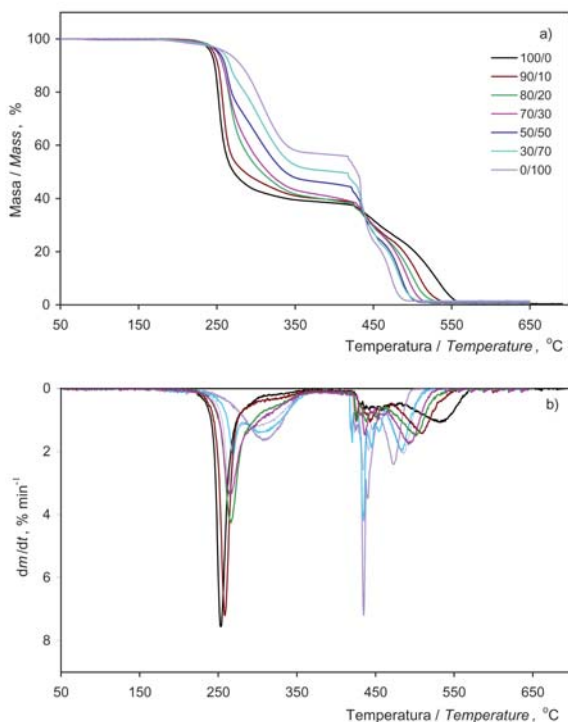 a)
100
80
60
40
20
0
Masa / Mass, %
100/0
90/10
80/20
70/30
50/50
30/70
0/100
50 150 250 350 450 550 650
Temperatura / Temperature, °C
b)
0
2
4
6
8
dm/dt, % min⁻¹
50 150 250 350 450 550 650
Temperatura / Temperature, °C